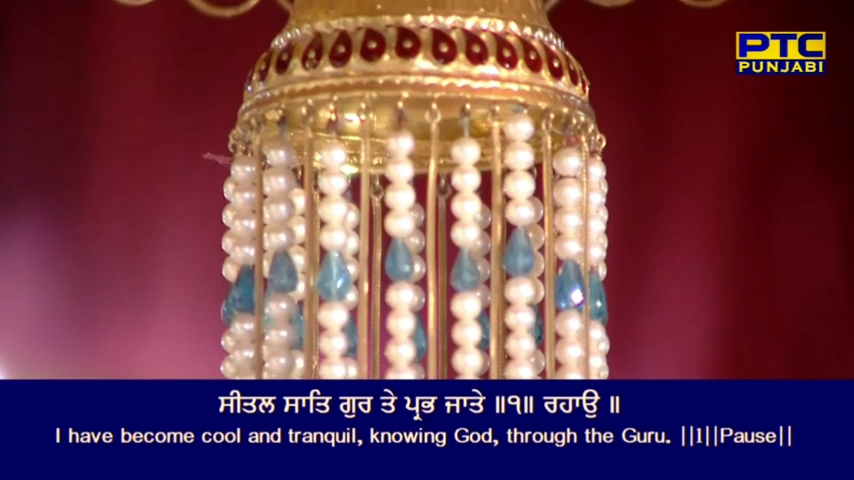 PTC
PUNJABI
ਸੀਤਲ ਸਾਤਿ ਗੁਰ ਤੇ ਪ੍ਰਭ ਜਾਤੇ ॥੧॥ ਰਹਾਉ ॥
I have become cool and tranquil, knowing God, through the Guru. ||1||Pause||